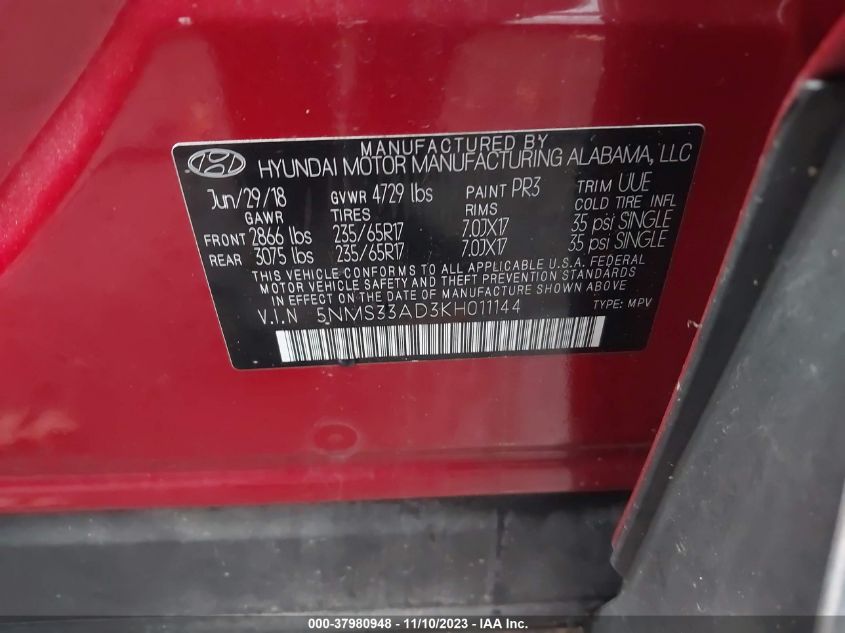 MANUFACTURED BY
HYUNDAI MOTOR MANUFACTURING ALABAMA, LLC
Jun/29/18 GVWR 4729 lbs PAINT PR3 TRIM UUE
GAWR TIRES RIMS COLD TIRE INFL
FRONT 2866 lbs 235/65R17 7.0JX17 35 psi SINGLE
REAR 3075 lbs 235/65R17 7.0JX17 35 psi SINGLE
THIS VEHICLE CONFORMS TO ALL APPLICABLE U.S.A. FEDERAL
MOTOR VEHICLE SAFETY AND THEFT PREVENTION STANDARDS
IN EFFECT ON THE DATE OF MANUFACTURE SHOWN ABOVE
V.I.N 5NMS33AD3KH011144 TYPE: MPV
000-37980948 - 11/10/2023 - IAAI.com